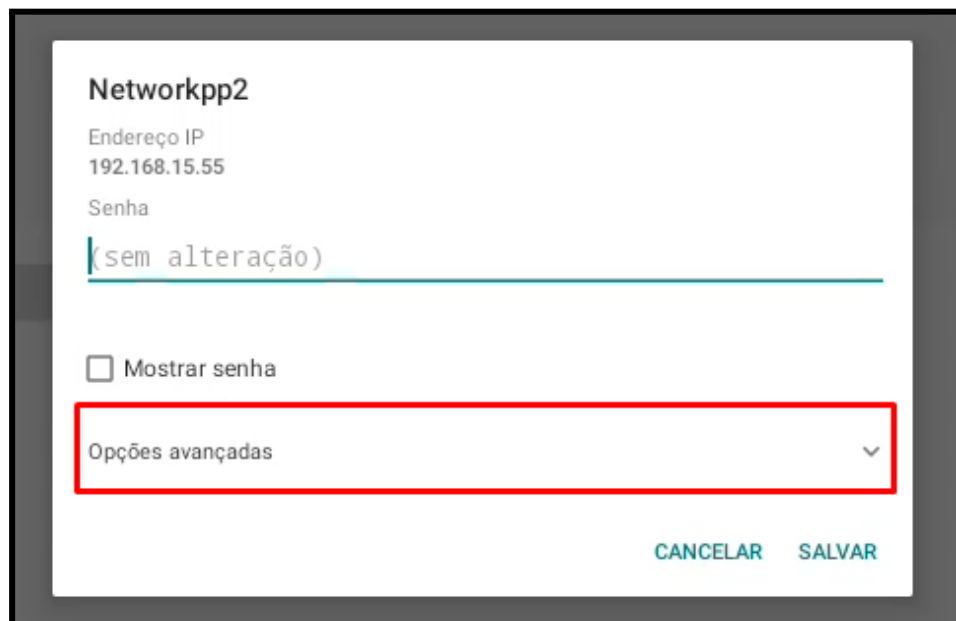 Networkpp2
Endereço IP
192.168.15.55
Senha
(sem alteração)
Mostrar senha
Opções avançadas
CANCELAR SALVAR